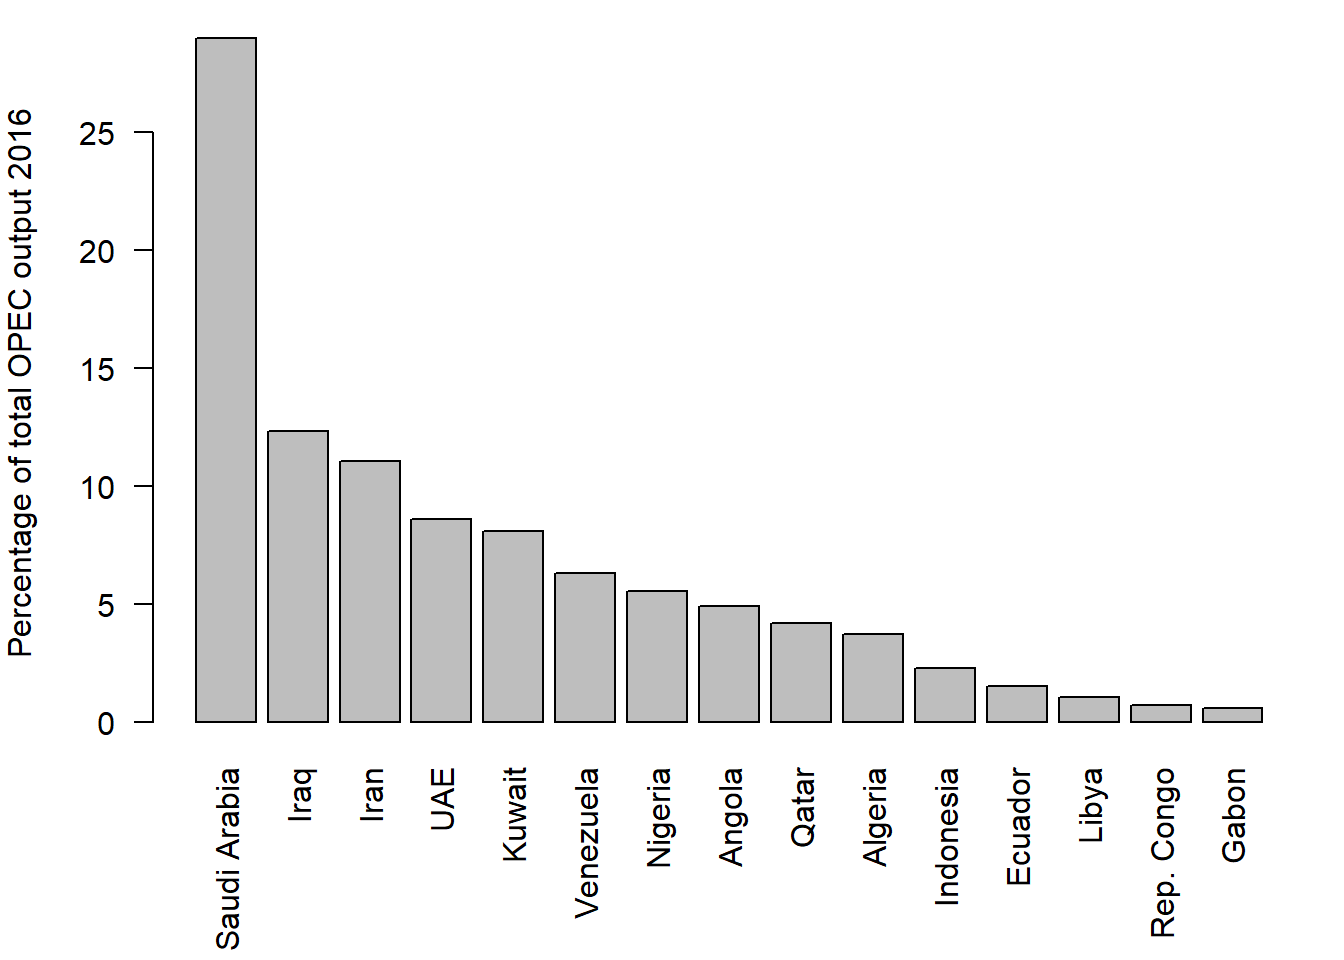 Percentage of total OPEC output 2016
25
20
15
10
5
0
Saudi Arabia
Iraq
Iran
UAE
Kuwait
Venezuela
Nigeria
Angola
Qatar
Algeria
Indonesia
Ecuador
Libya
Rep. Congo
Gabon